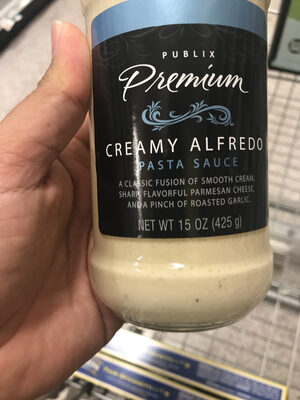 PUBLIX
Premium
CREAMY ALFREDO
PASTA SAUCE
A CLASSIC FUSION OF SMOOTH CREAM,
SHARP, FLAVORFUL PARMESAN CHEESE,
AND A PINCH OF ROASTED GARLIC.
NET WT 15 OZ (425 g)